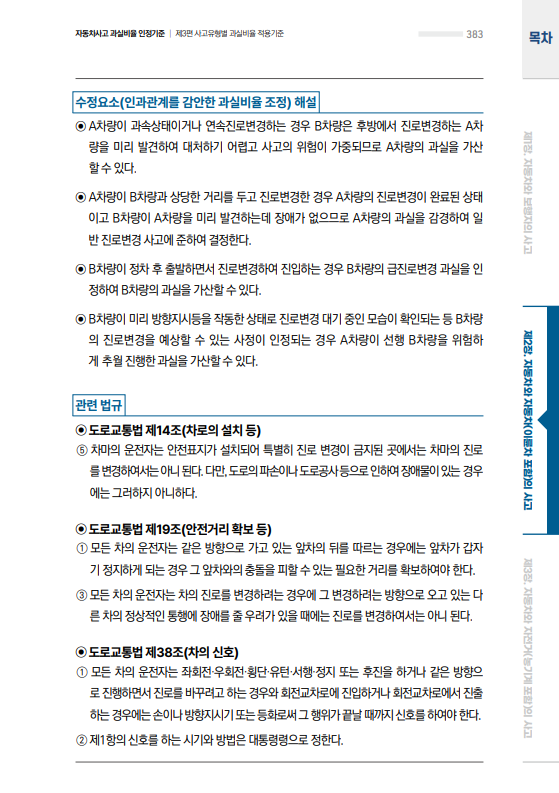 자동차사고 과실비율 인정기준 | 제3편 사고유형별 과실비율 적용기준
383
목차
수정요소(인과관계를 감안한 과실비율 조정) 해설
⦿ A차량이 과속상태이거나 연속진로변경하는 경우 B차량은 후방에서 진로변경하는 A차
량을 미리 발견하여 대처하기 어렵고 사고의 위험이 가중되므로 A차량의 과실을 가산
할 수 있다.
⦿ A차량이 B차량과 상당한 거리를 두고 진로변경한 경우 A차량의 진로변경이 완료된 상태
이고 B차량이 A차량을 미리 발견하는데 장애가 없으므로 A차량의 과실을 감경하여 일
반 진로변경 사고에 준하여 결정한다.
⦿ B차량이 정차 후 출발하면서 진로변경하여 진입하는 경우 B차량의 급진로변경 과실을 인
정하여 B차량의 과실을 가산할 수 있다.
⦿ B차량이 미리 방향지시등을 작동한 상태로 진로변경 대기 중인 모습이 확인되는 등 B차량
의 진로변경을 예상할 수 있는 사정이 인정되는 경우 A차량이 선행 B차량을 위험하
게 추월 진행한 과실을 가산할 수 있다.
관련 법규
⦿ 도로교통법 제14조(차로의 설치 등)
⑤ 차마의 운전자는 안전표지가 설치되어 특별히 진로 변경이 금지된 곳에서는 차마의 진로
를 변경하여서는 아니 된다. 다만, 도로의 파손이나 도로공사 등으로 인하여 장애물이 있는 경우
에는 그러하지 아니하다.
⦿ 도로교통법 제19조(안전거리 확보 등)
① 모든 차의 운전자는 같은 방향으로 가고 있는 앞차의 뒤를 따르는 경우에는 앞차가 갑자
기 정지하게 되는 경우 그 앞차와의 충돌을 피할 수 있는 필요한 거리를 확보하여야 한다.
③ 모든 차의 운전자는 차의 진로를 변경하려는 경우에 그 변경하려는 방향으로 오고 있는 다
른 차의 정상적인 통행에 장애를 줄 우려가 있을 때에는 진로를 변경하여서는 아니 된다.
⦿ 도로교통법 제38조(차의 신호)
① 모든 차의 운전자는 좌회전·우회전·횡단·유턴·서행·정지 또는 후진을 하거나 같은 방향으
로 진행하면서 진로를 바꾸려고 하는 경우와 회전교차로에 진입하거나 회전교차로에서 진출
하는 경우에는 손이나 방향지시기 또는 등화로써 그 행위가 끝날 때까지 신호를 하여야 한다.
② 제1항의 신호를 하는 시기와 방법은 대통령령으로 정한다.
제1장. 자동차와 보행자의 사고
제2장. 자동차와 자동차(이륜차 포함)의 사고
제3장. 자동차와 자전거(농기계 포함)의 사고